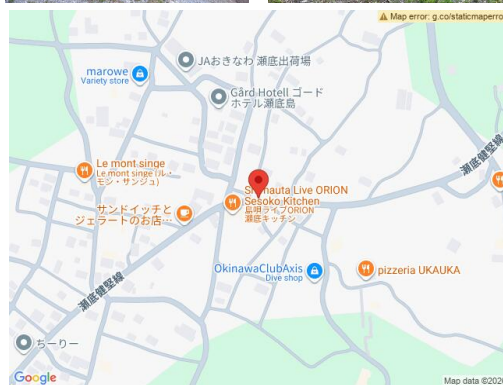 Map error: g.co/staticmaperro
JAおきなわ 瀬底出荷場
marowe
Variety store
Gård Hotell ゴード
ホテル瀬底島
瀬底健堅線
Le mont singe
Le mont singe (ル・
モン・サンジュ)
Shimauta Live ORION
Sesoko Kitchen
島唄ライブORION
瀬底キッチン
サンドイッチと
ジェラートのお店…
OkinawaClubAxis
Dive shop
pizzeria UKAUKA
瀬底健堅線
ちーりー
Google
Map data ©2026